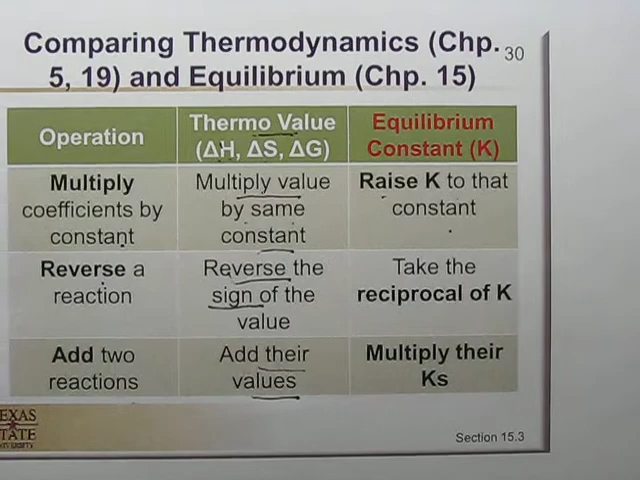 Comparing Thermodynamics (Chp.
5, 19) and Equilibrium (Chp. 15)
30
Operation
Thermo Value
(ΔH, ΔS, ΔG)
Equilibrium
Constant (K)
Multiply
coefficients by
constant
Multiply value
by same
constant
Raise K to that
constant
Reverse a
reaction
Reverse the
sign of the
value
Take the
reciprocal of K
Add two
reactions
Add their
values
Multiply their
Ks
EXAS
TATE
Section 15.3